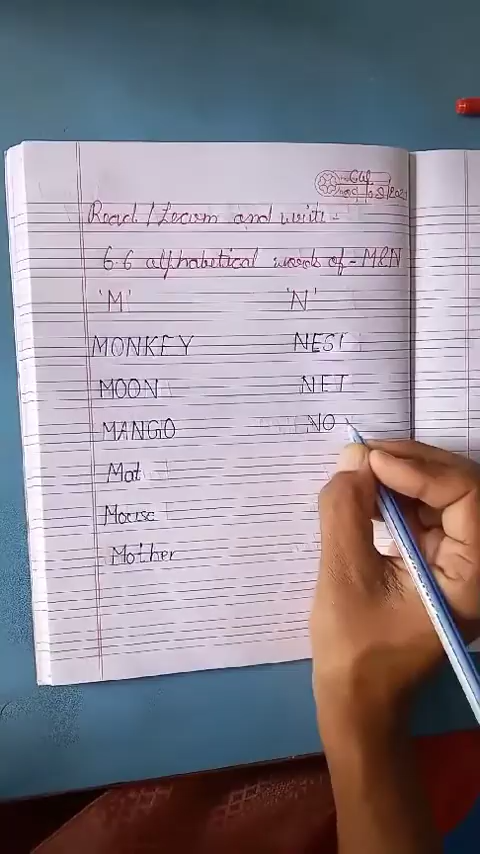 C.W
Read / Learn and write -
6.6 alphabetical words of - M & N
'M' 'N'
MONKEY NEST
MOON NET
MANGO NO
Mat
Mouse
Mother